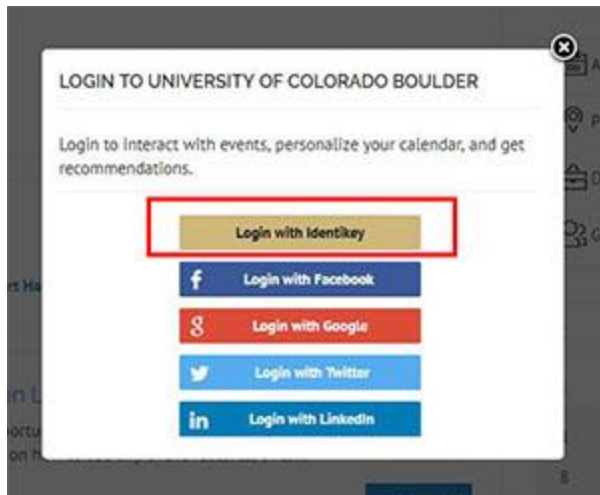 LOGIN TO UNIVERSITY OF COLORADO BOULDER
Login to interact with events, personalize your calendar, and get
recommendations.
Login with Identikey
f Login with Facebook
g Login with Google
Login with Twitter
in Login with LinkedIn